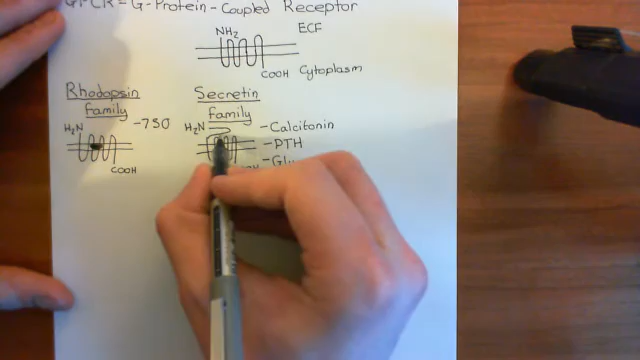 GPCR = G-Protein-Coupled Receptor
NH2
ECF
COOH Cytoplasm
Rhodopsin
Family
-750
H2N
COOH
Secretin
Family
H2N
-Calcitonin
-PTH